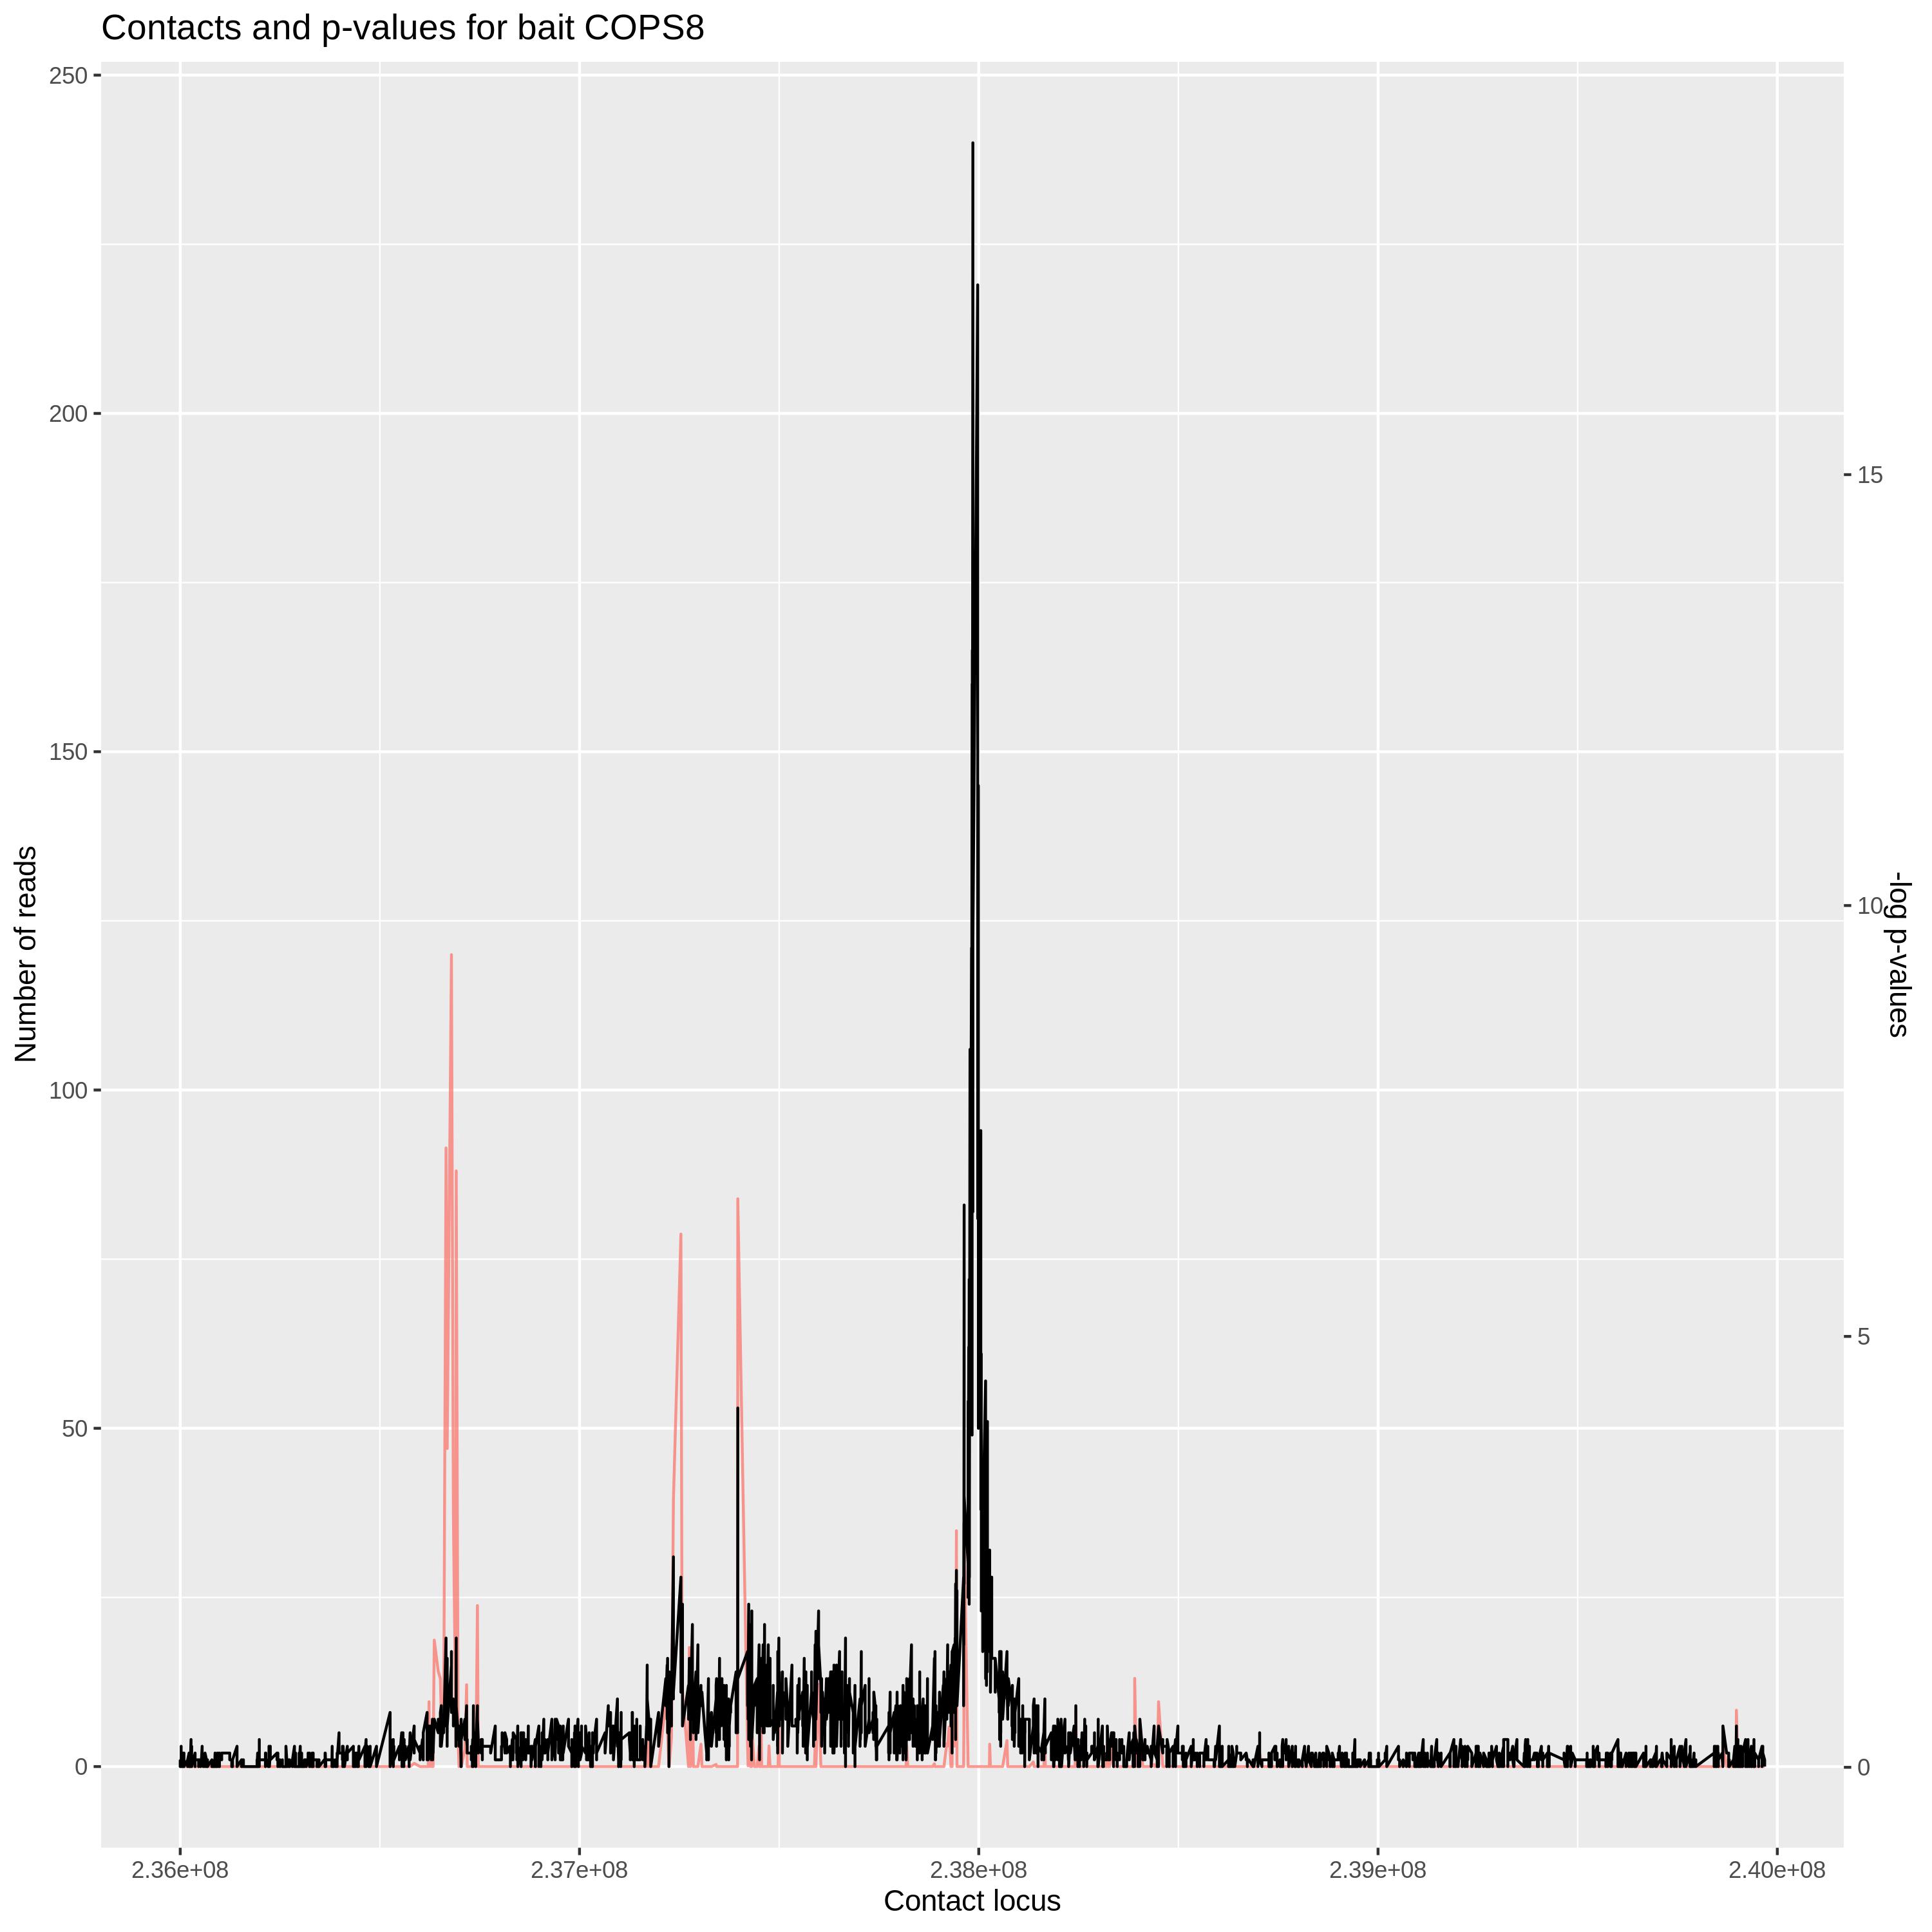 Contacts and p-values for bait COPS8
250
200
150
100
50
0
Number of reads
15
10
5
0
-log p-values
2.36e+08 2.37e+08 2.38e+08 2.39e+08 2.40e+08
Contact locus